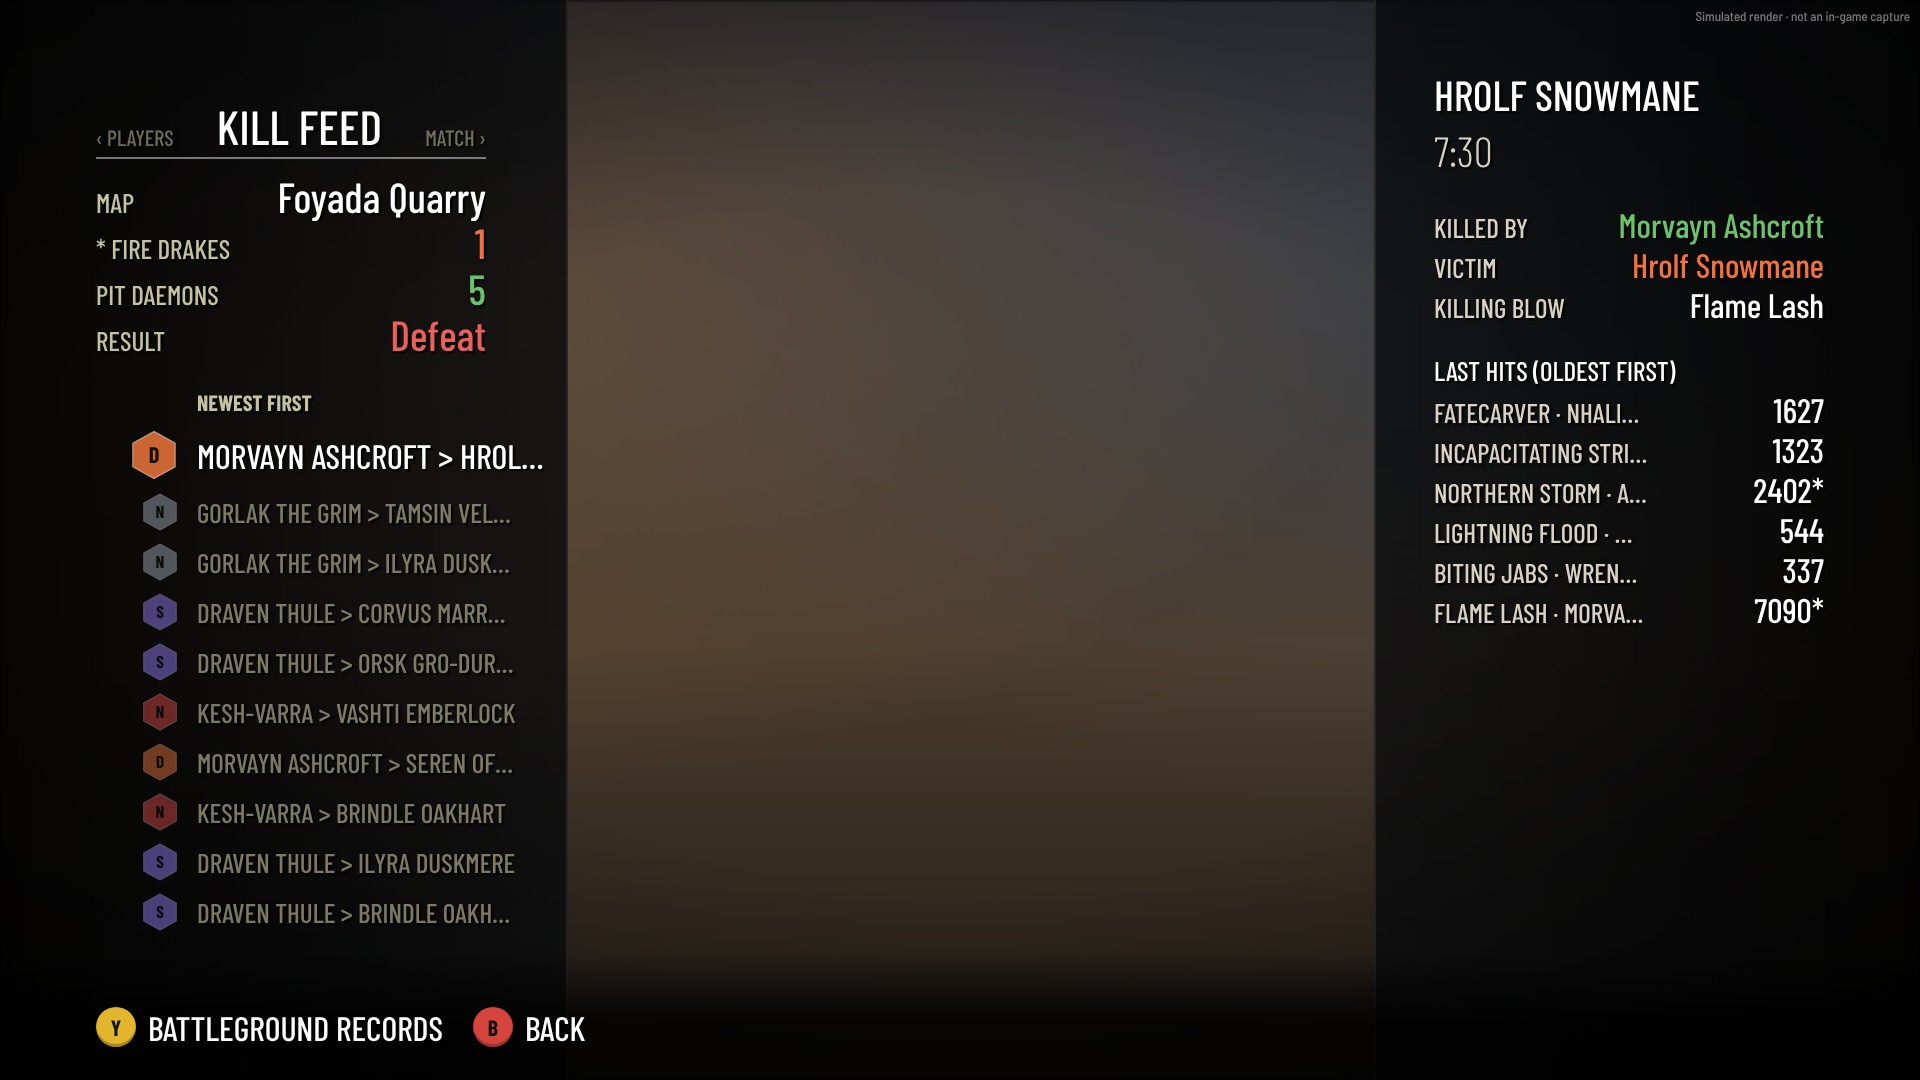 Simulated render · not an in-game capture
‹ PLAYERS KILL FEED MATCH ›
MAP Foyada Quarry
* FIRE DRAKES 1
PIT DAEMONS 5
RESULT Defeat
NEWEST FIRST
D MORVAYN ASHCROFT > HROL...
N GORLAK THE GRIM > TAMSIN VEL...
N GORLAK THE GRIM > ILYRA DUSK...
S DRAVEN THULE > CORVUS MARR...
S DRAVEN THULE > ORSK GRO-DUR...
N KESH-VARRA > VASHTI EMBERLOCK
D MORVAYN ASHCROFT > SEREN OF...
N KESH-VARRA > BRINDLE OAKHART
S DRAVEN THULE > ILYRA DUSKMERE
S DRAVEN THULE > BRINDLE OAKH...
Y BATTLEGROUND RECORDS B BACK
HROLF SNOWMANE
7:30
KILLED BY Morvayn Ashcroft
VICTIM Hrolf Snowmane
KILLING BLOW Flame Lash
LAST HITS (OLDEST FIRST)
FATECARVER · NHALI... 1627
INCAPACITATING STRI... 1323
NORTHERN STORM · A... 2402*
LIGHTNING FLOOD · ... 544
BITING JABS · WREN... 337
FLAME LASH · MORVA... 7090*